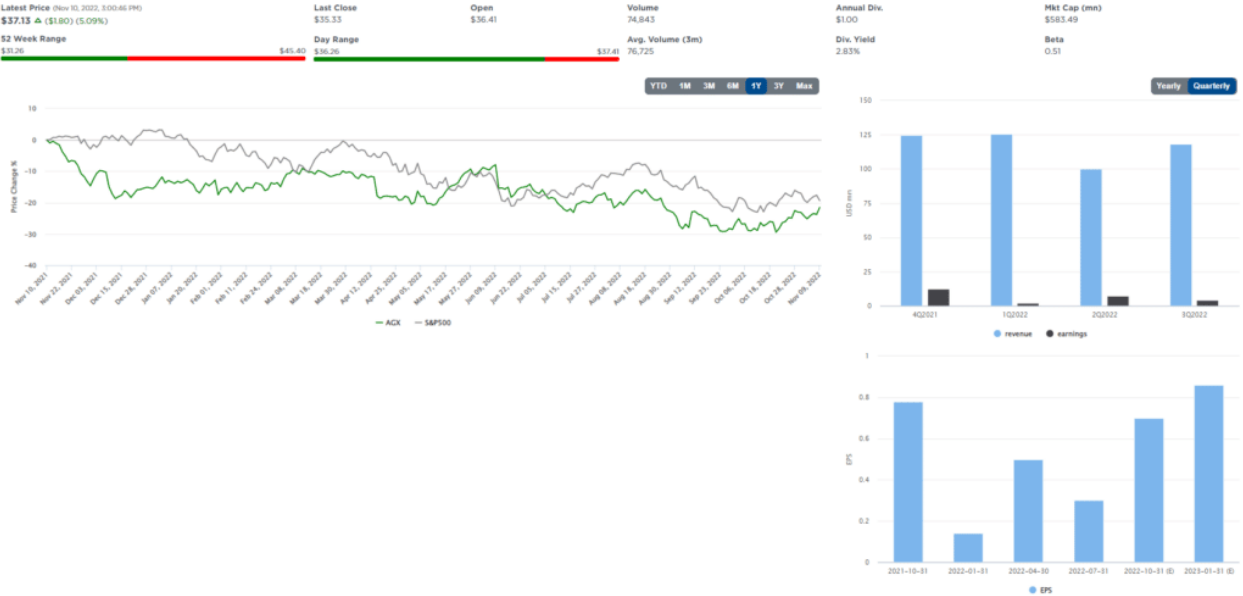 Latest Price (Nov 10, 2022, 3:00:46 PM)
$37.13 ▲ ($1.80) (5.09%)
Last Close
$35.33
Open
$36.41
Volume
74,843
Annual Div.
$1.00
Mkt Cap (mn)
$583.49
52 Week Range
$31.26 $45.40
Day Range
$36.26 $37.41
Avg. Volume (3m)
76,725
Div. Yield
2.83%
Beta
0.51
YTD 1M 3M 6M 1Y 3Y Max
Price Change %
10
0
-10
-20
-30
-40
Nov 10, 2021 Nov 22, 2021 Dec 03, 2021 Dec 15, 2021 Dec 28, 2021 Jan 07, 2022 Jan 20, 2022 Feb 01, 2022 Feb 11, 2022 Feb 24, 2022 Mar 08, 2022 Mar 18, 2022 Mar 30, 2022 Apr 12, 2022 Apr 25, 2022 May 05, 2022 May 17, 2022 May 27, 2022 Jun 09, 2022 Jun 22, 2022 Jul 05, 2022 Jul 15, 2022 Jul 27, 2022 Aug 08, 2022 Aug 18, 2022 Aug 30, 2022 Sep 12, 2022 Sep 23, 2022 Oct 06, 2022 Oct 18, 2022 Oct 28, 2022 Nov 09, 2022
AGX S&P500
Yearly Quarterly
USD mn
150
125
100
75
50
25
0
4Q2021 1Q2022 2Q2022 3Q2022
revenue earnings
EPS
1
0.8
0.6
0.4
0.2
0
2021-10-31 2022-01-31 2022-04-30 2022-07-31 2022-10-31 (E) 2023-01-31 (E)
EPS